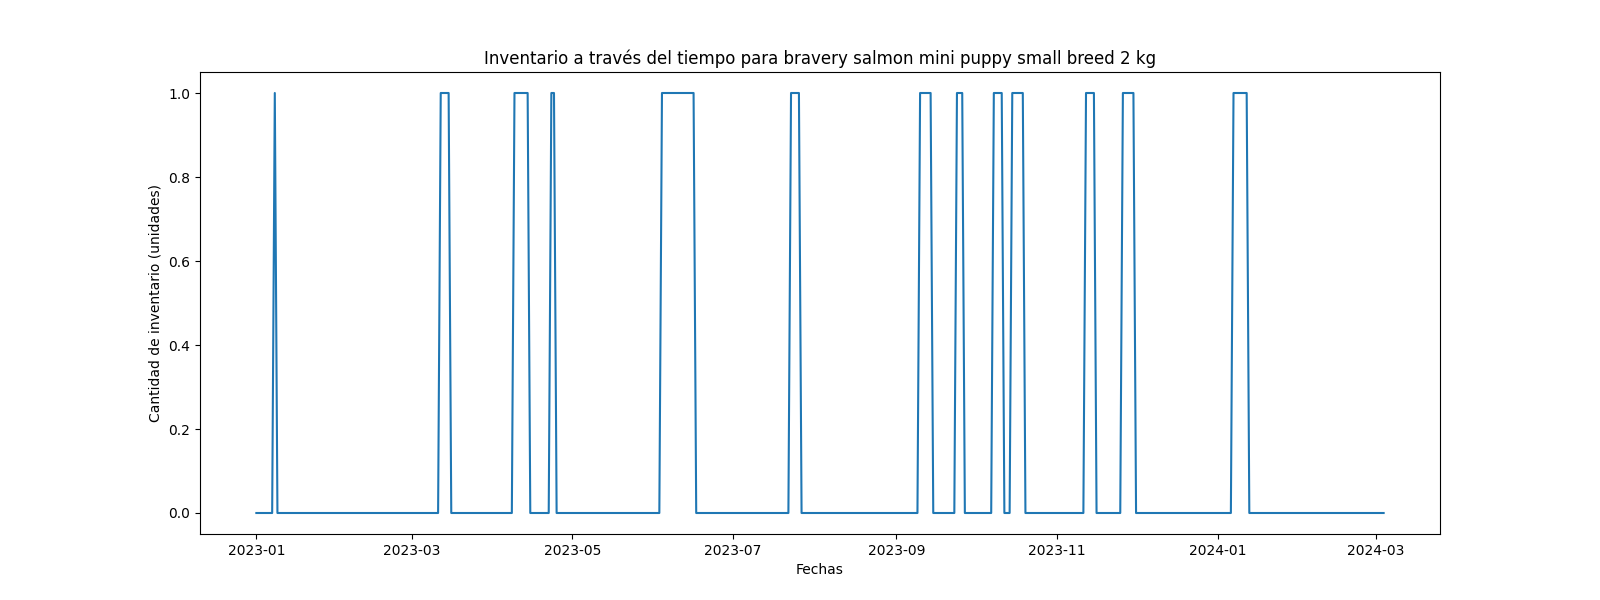 Inventario a través del tiempo para bravery salmon mini puppy small breed 2 kg
Cantidad de inventario (unidades)
1.0
0.8
0.6
0.4
0.2
0.0
2023-01 2023-03 2023-05 2023-07 2023-09 2023-11 2024-01 2024-03
Fechas